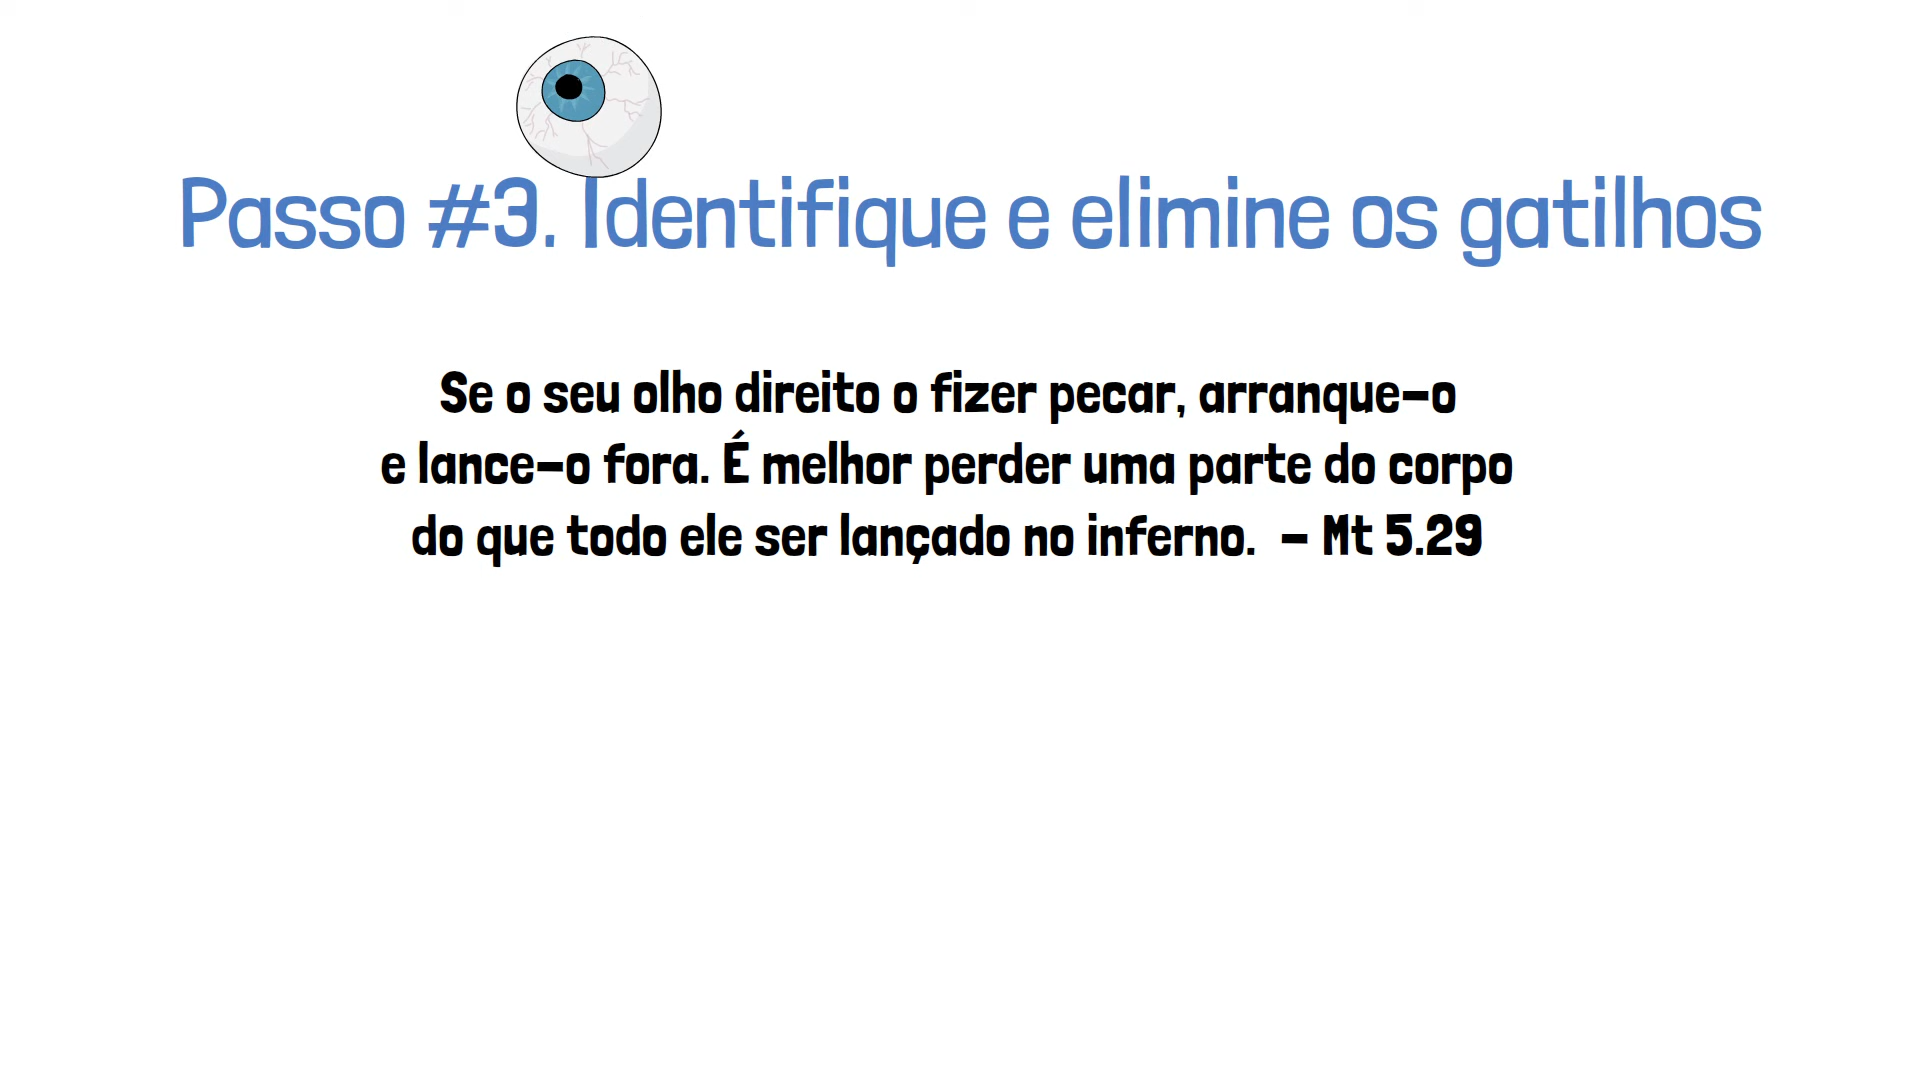 Passo #3. Identifique e elimine os gatilhos
Se o seu olho direito o fizer pecar, arranque-o
e lance-o fora. É melhor perder uma parte do corpo
do que todo ele ser lançado no inferno. - Mt 5.29